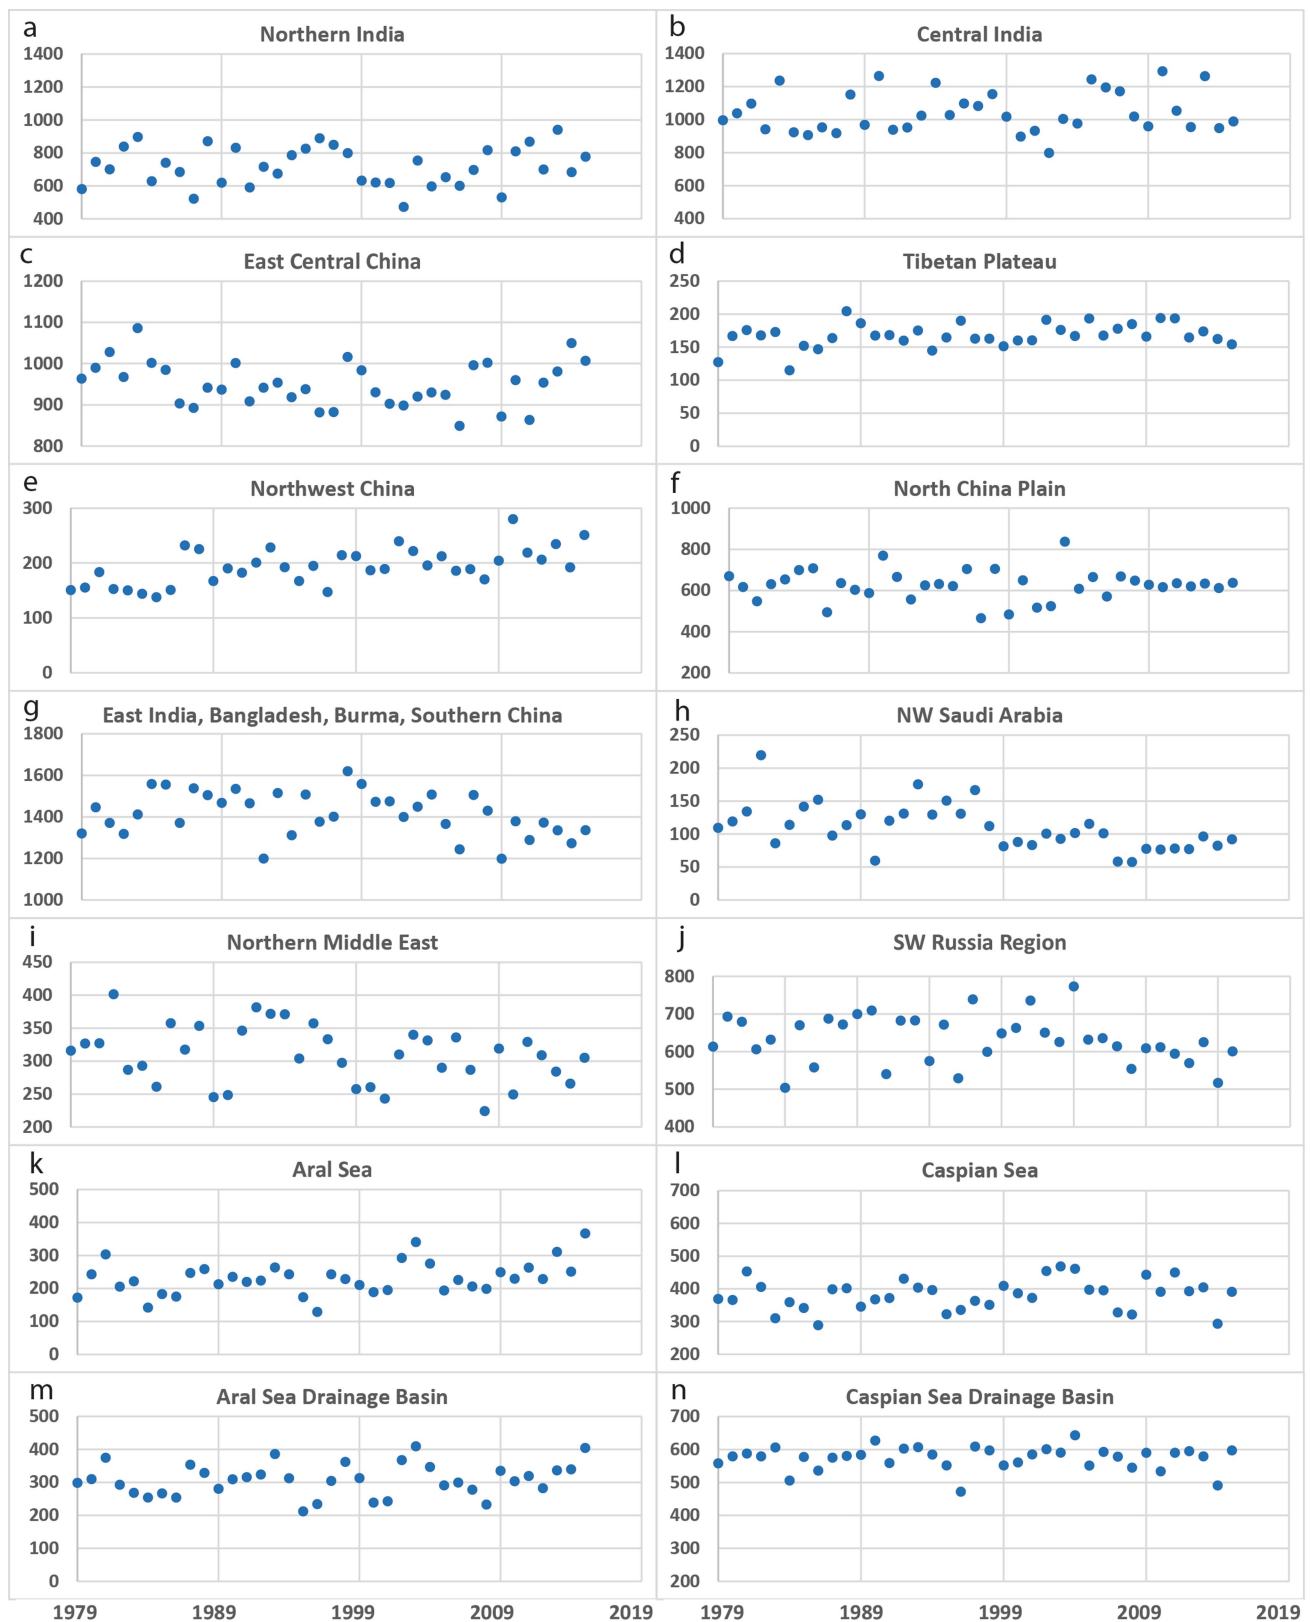 a
Northern India
1400
1200
1000
800
600
400
b
Central India
1400
1200
1000
800
600
400
c
East Central China
1200
1100
1000
900
800
d
Tibetan Plateau
250
200
150
100
50
0
e
Northwest China
300
200
100
0
f
North China Plain
1000
800
600
400
200
g
East India, Bangladesh, Burma, Southern China
1800
1600
1400
1200
1000
h
NW Saudi Arabia
250
200
150
100
50
0
i
Northern Middle East
450
400
350
300
250
200
j
SW Russia Region
800
700
600
500
400
k
Aral Sea
500
400
300
200
100
0
l
Caspian Sea
700
600
500
400
300
200
m
Aral Sea Drainage Basin
500
400
300
200
100
0
1979 1989 1999 2009 2019
n
Caspian Sea Drainage Basin
700
600
500
400
300
200
1979 1989 1999 2009 2019